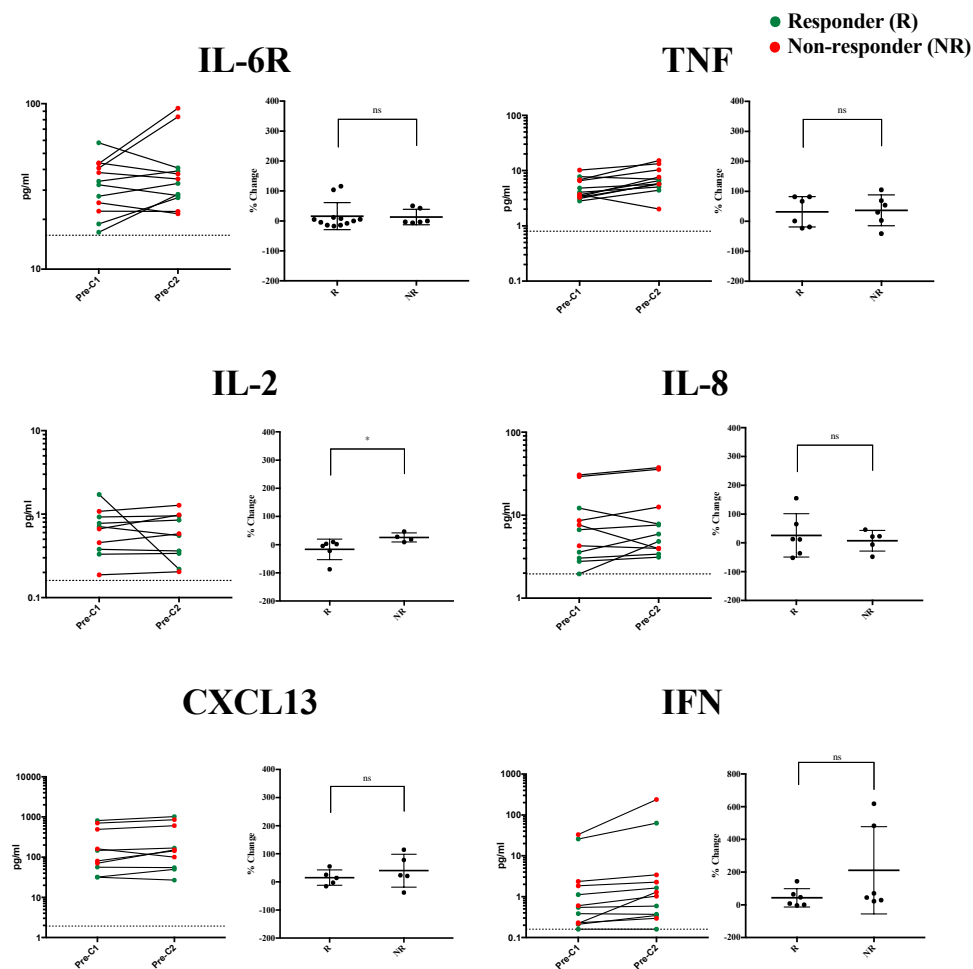 Responder (R)
Non-responder (NR)
IL-6R
pg/ml
100
10
Pre-C1
Pre-C2
% Change
400
300
200
100
0
-100
-200
ns
R
NR
TNF
pg/ml
100
10
1
0.1
Pre-C1
Pre-C2
% Change
400
300
200
100
0
-100
-200
ns
R
NR
IL-2
pg/ml
10
1
0.1
Pre-C1
Pre-C2
% Change
400
300
200
100
0
-100
-200
*
R
NR
IL-8
pg/ml
100
10
1
Pre-C1
Pre-C2
% Change
400
300
200
100
0
-100
-200
ns
R
NR
CXCL13
pg/ml
10000
1000
100
10
1
Pre-C1
Pre-C2
% Change
400
300
200
100
0
-100
-200
ns
R
NR
IFN
pg/ml
1000
100
10
1
0.1
Pre-C1
Pre-C2
% Change
800
600
400
200
0
-200
ns
R
NR